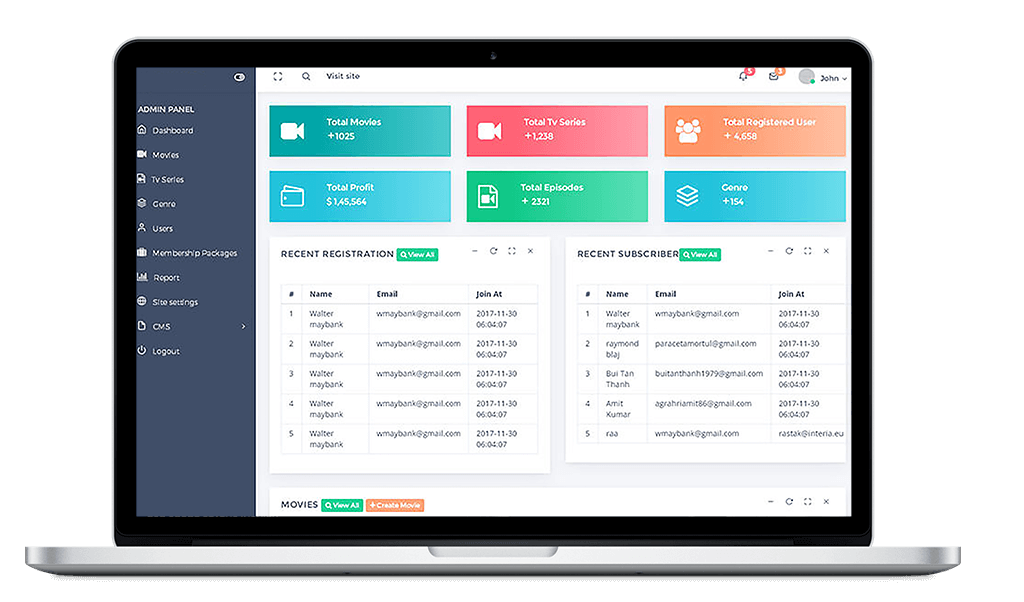 Visit site
5
3
John
ADMIN PANEL
Dashboard
Movies
Tv Series
Genre
Users
Membership Packages
Report
Site settings
CMS
Logout
Total Movies
+1025
Total Tv Series
+1,238
Total Registered User
+ 4,658
Total Profit
$ 1,45,564
Total Episodes
+ 2321
Genre
+154
RECENT REGISTRATION View All
# Name Email Join At
1 Walter maybank wmaybank@gmail.com 2017-11-30 06:04:07
2 Walter maybank wmaybank@gmail.com 2017-11-30 06:04:07
3 Walter maybank wmaybank@gmail.com 2017-11-30 06:04:07
4 Walter maybank wmaybank@gmail.com 2017-11-30 06:04:07
5 Walter maybank wmaybank@gmail.com 2017-11-30 06:04:07
RECENT SUBSCRIBER View All
# Name Email Join At
1 Walter maybank wmaybank@gmail.com 2017-11-30 06:04:07
2 raymond blaj paracetamortul@gmail.com 2017-11-30 06:04:07
3 Bui Tan Thanh buitanthanh1979@gmail.com 2017-11-30 06:04:07
4 Amit Kumar agrahriamit86@gmail.com 2017-11-30 06:04:07
5 raa wmaybank@gmail.com rastak@interia.eu
MOVIES View All + Create Movie